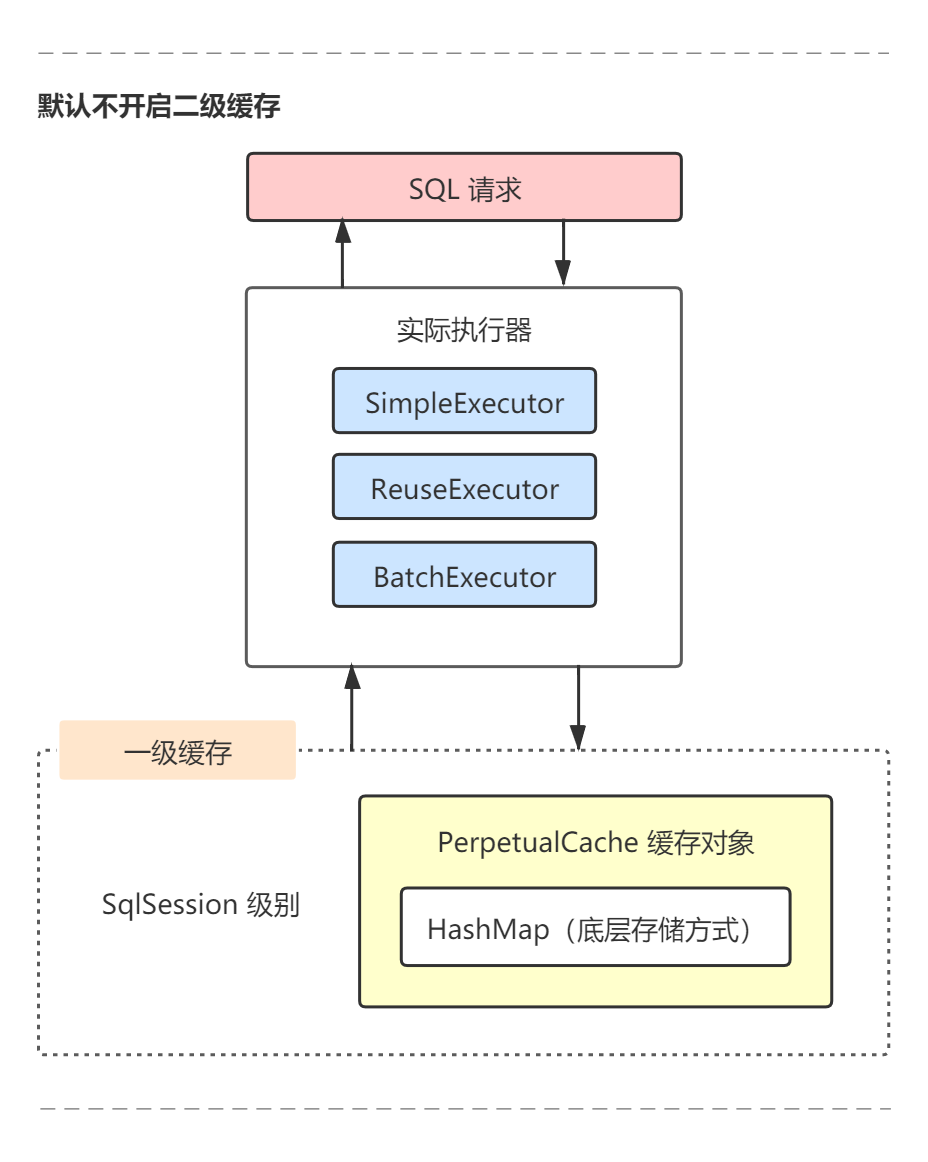 默认不开启二级缓存
SQL 请求
实际执行器
SimpleExecutor
ReuseExecutor
BatchExecutor
一级缓存
PerpetualCache 缓存对象
SqlSession 级别
HashMap（底层存储方式）